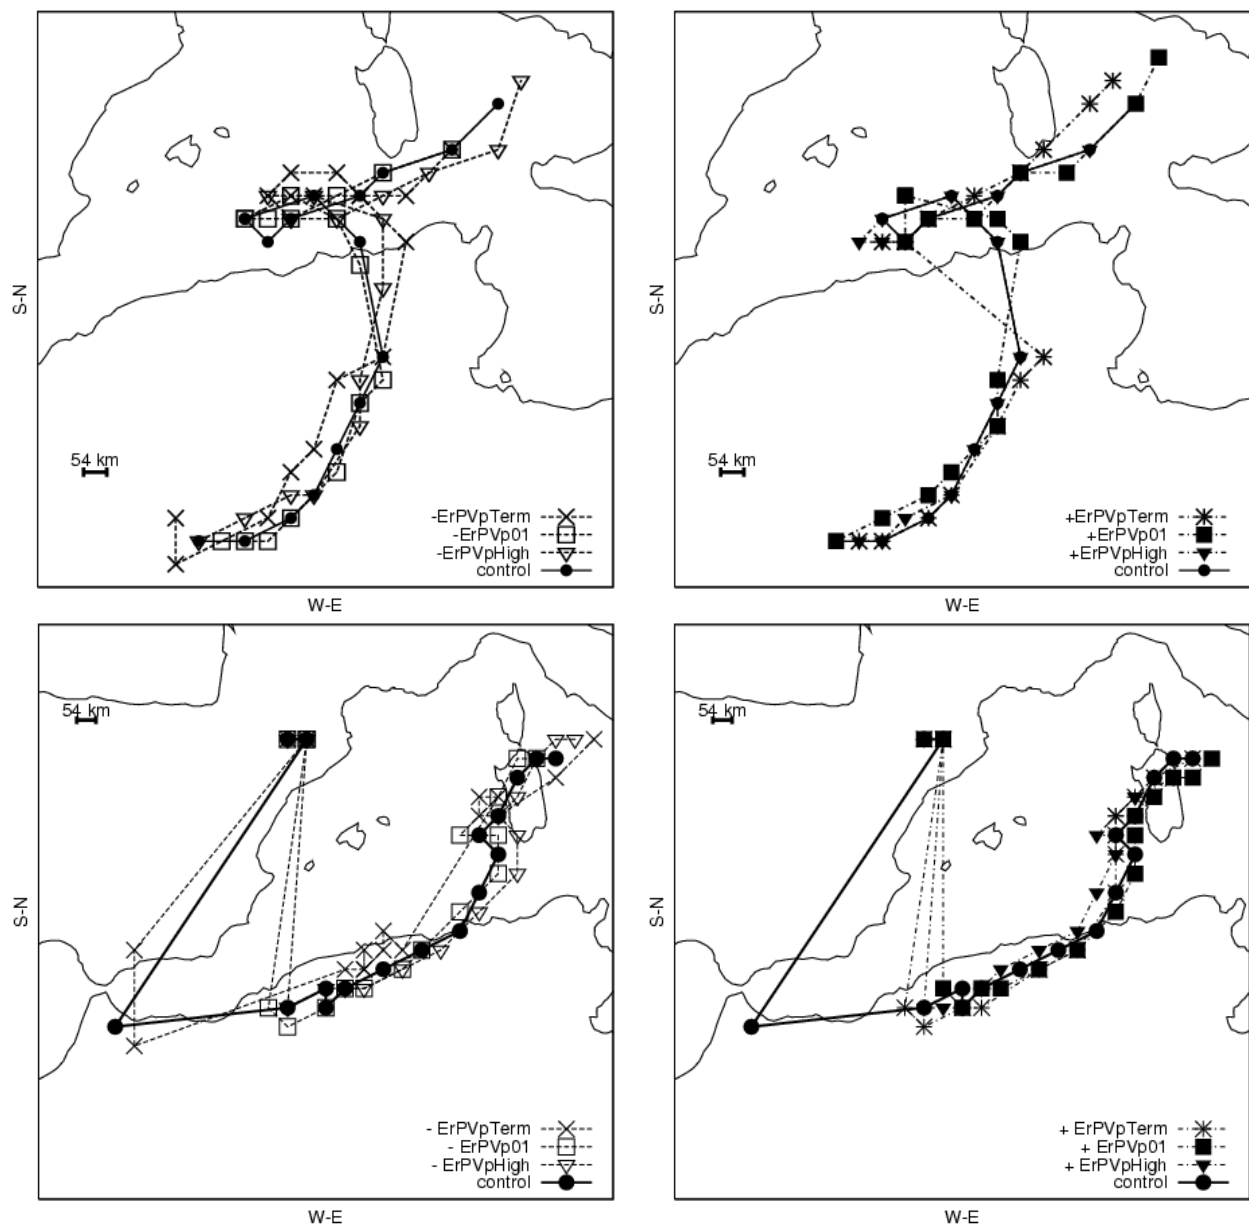 S-N
54 km
-ErPVpTerm
-ErPVp01
-ErPVpHigh
control
W-E
S-N
54 km
+ErPVpTerm
+ErPVp01
+ErPVpHigh
control
W-E
S-N
54 km
- ErPVpTerm
- ErPVp01
- ErPVpHigh
control
W-E
S-N
54 km
+ ErPVpTerm
+ ErPVp01
+ ErPVpHigh
control
W-E